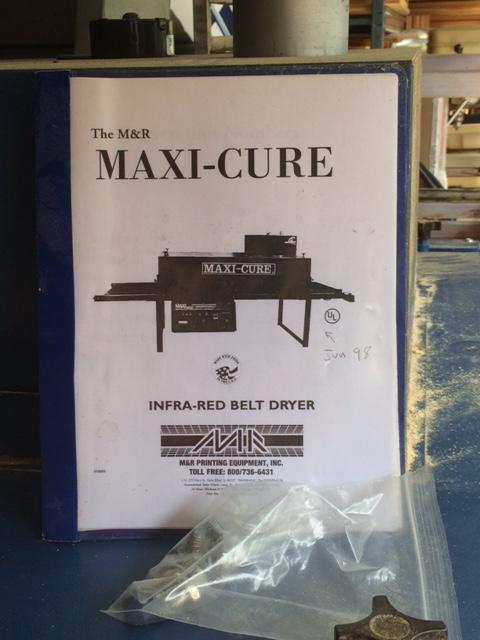 The M&R
MAXI-CURE
MAXI-CURE
UL
Jun 98
INFRA-RED BELT DRYER
M&R
M&R PRINTING EQUIPMENT, INC.
TOLL FREE: 800/736-6431